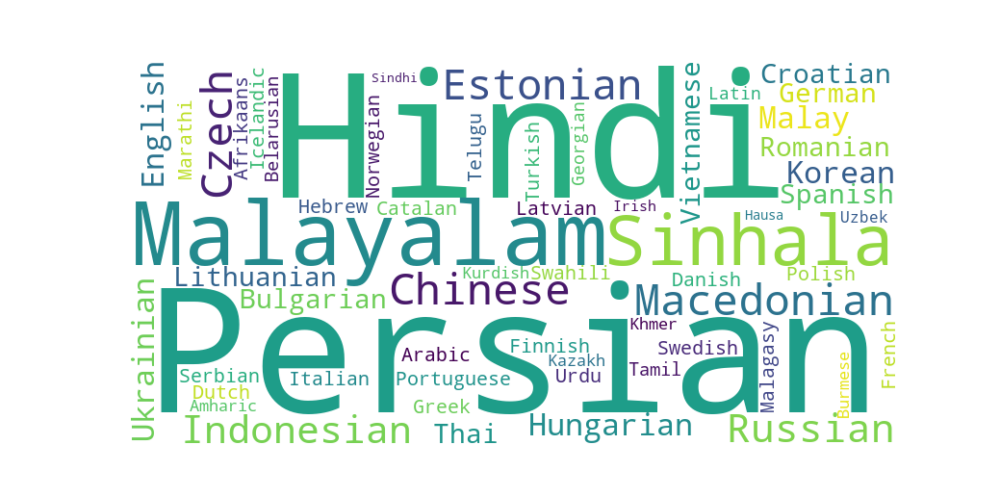 English
Marathi
Czech
Afrikaans
Icelandic
Belarusian
Hindi
Norwegian
Sindhi
Estonian
Telugu
Turkish
Georgian
Vietnamese
Latin
Croatian
German
Malay
Romanian
Korean
Spanish
Malayalam
Hebrew
Catalan
Latvian
Irish
Sinhala
Hausa
Uzbek
Lithuanian
Bulgarian
Chinese
Kurdish
Swahili
Danish
Polish
Macedonian
Ukrainian
Persian
Serbian
Dutch
Amharic
Italian
Arabic
Portuguese
Greek
Finnish
Kazakh
Urdu
Khmer
Swedish
Tamil
Malagasy
Burmese
French
Indonesian
Thai
Hungarian
Russian